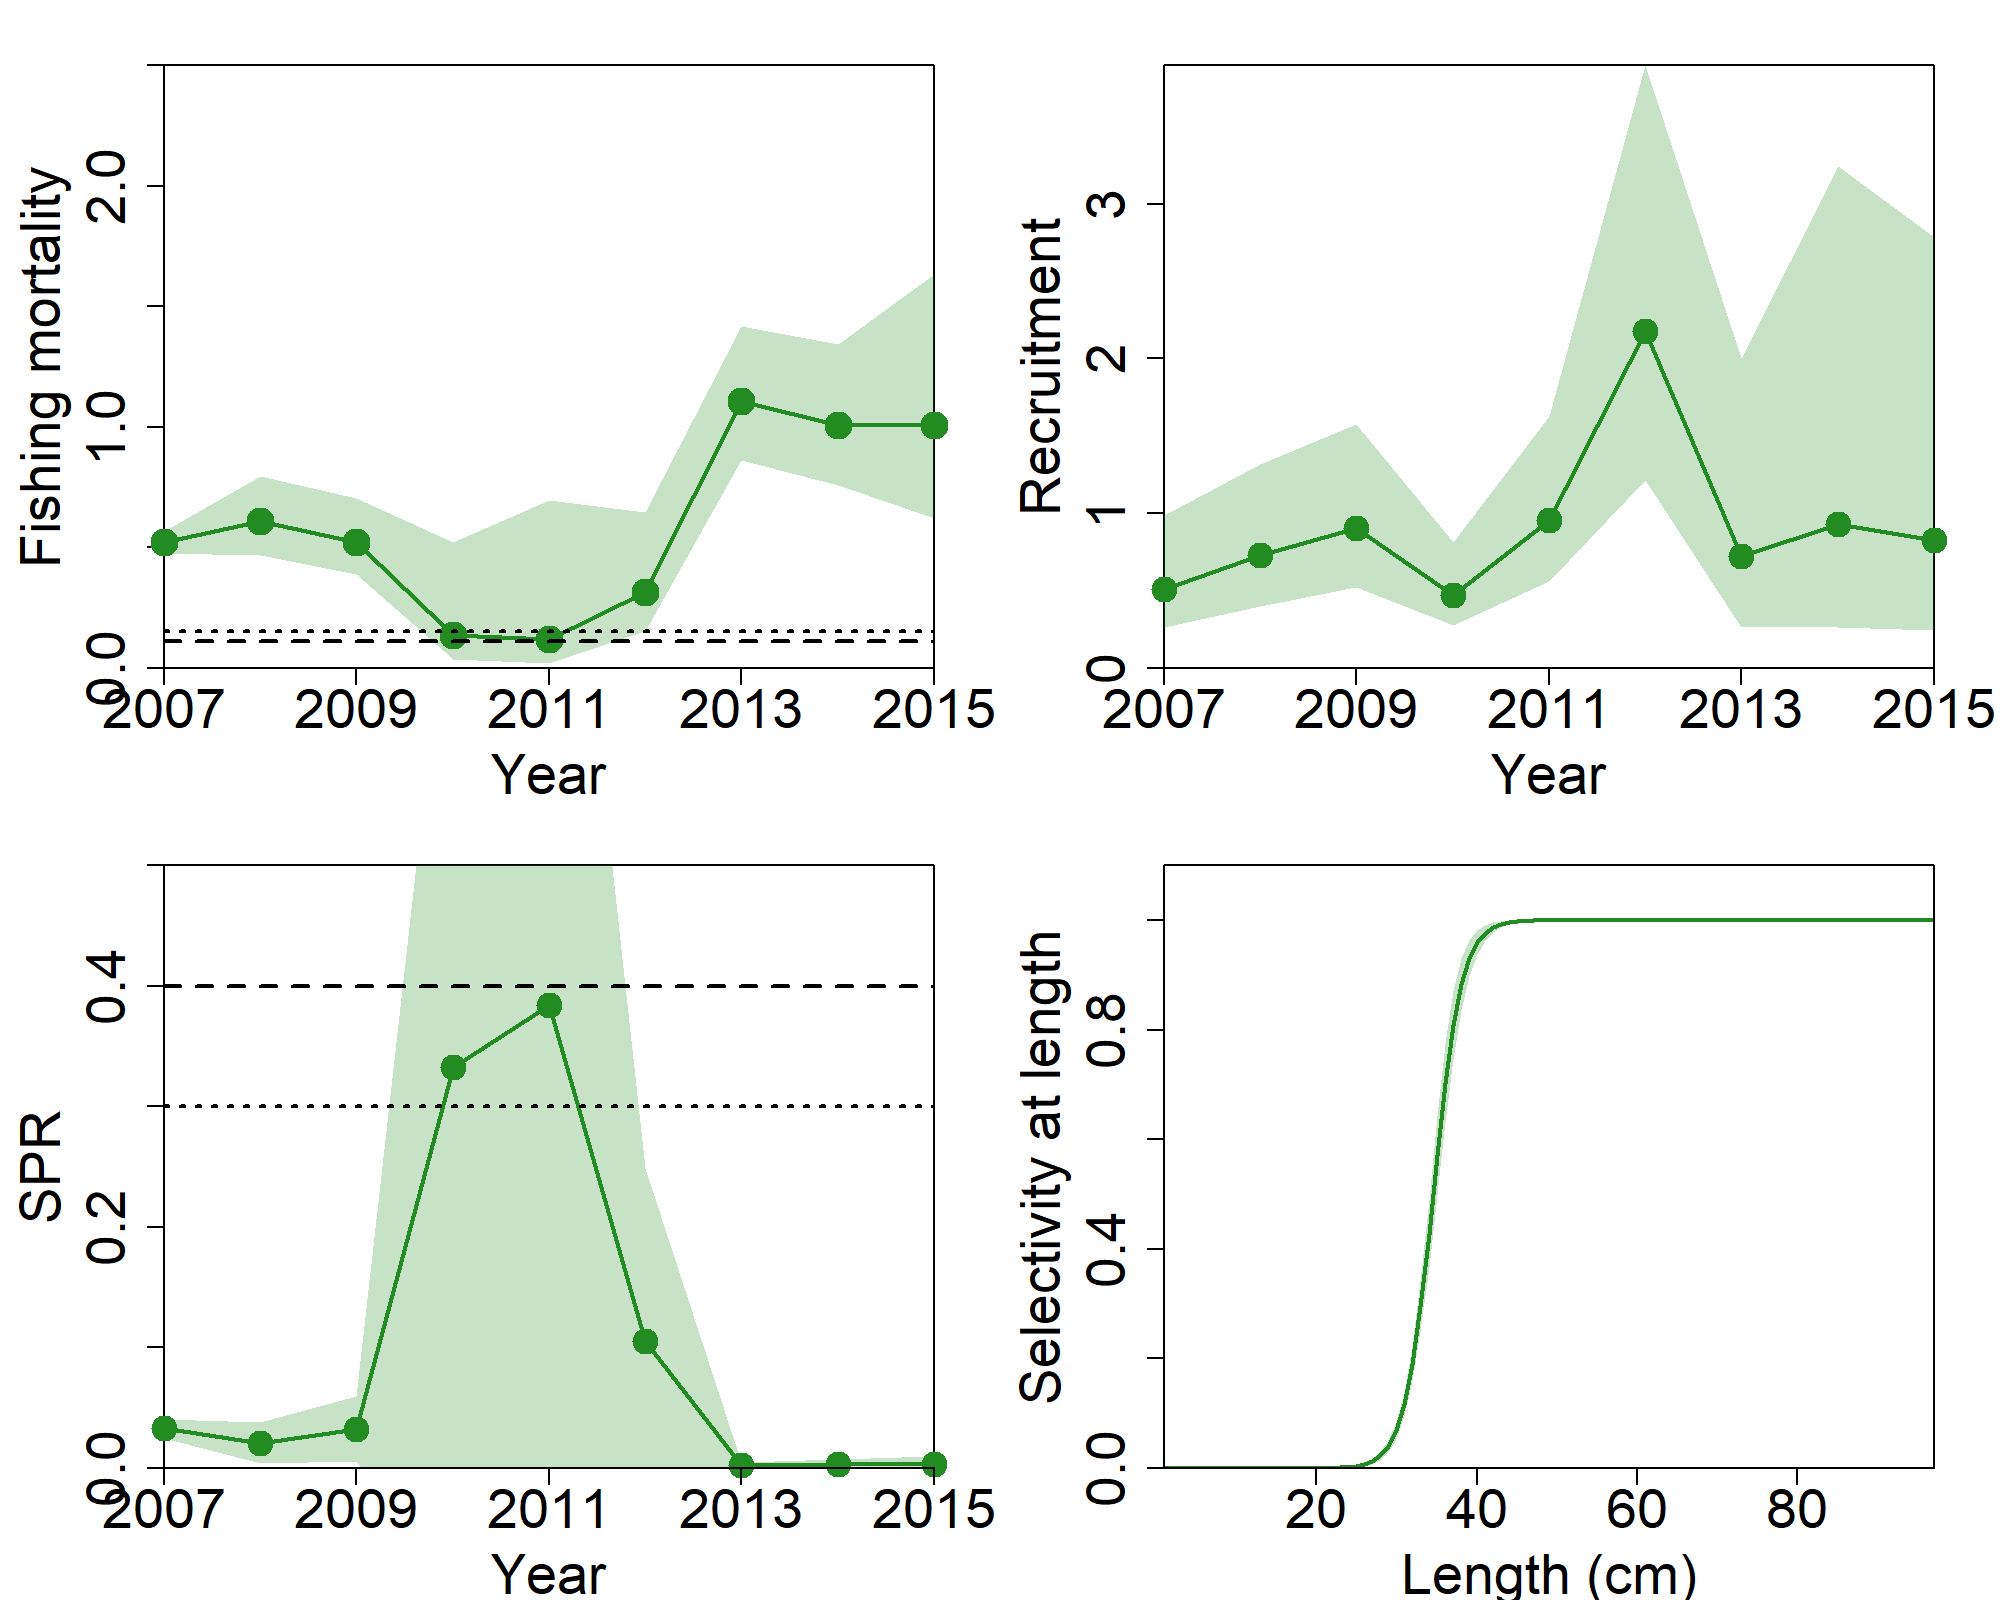 Fishing mortality
2.0
1.0
0.0
2007 2009 2011 2013 2015
Year
Recruitment
3
2
1
0
2007 2009 2011 2013 2015
Year
SPR
0.4
0.2
0.0
2007 2009 2011 2013 2015
Year
Selectivity at length
0.8
0.4
0.0
20 40 60 80
Length (cm)